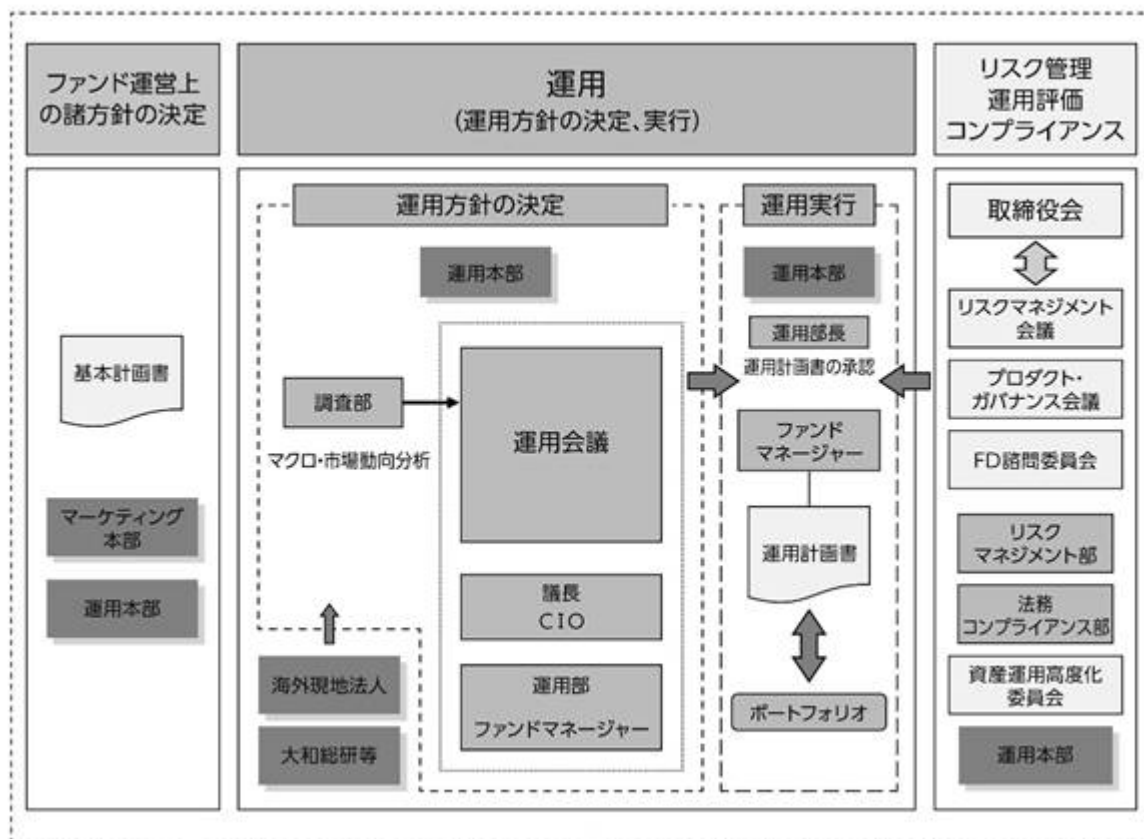 ファンド運営上
の諸方針の決定
基本計画書
マーケティング
本部
運用本部
運用
(運用方針の決定、実行)
運用方針の決定
運用本部
調査部
マクロ・市場動向分析
運用会議
議長
CIO
運用部
ファンドマネージャー
海外現地法人
大和総研等
運用実行
運用本部
運用部長
運用計画書の承認
ファンド
マネージャー
運用計画書
ポートフォリオ
リスク管理
運用評価
コンプライアンス
取締役会
リスクマネジメント
会議
プロダクト・
ガバナンス会議
FD諮問委員会
リスク
マネジメント部
法務
コンプライアンス部
資産運用高度化
委員会
運用本部